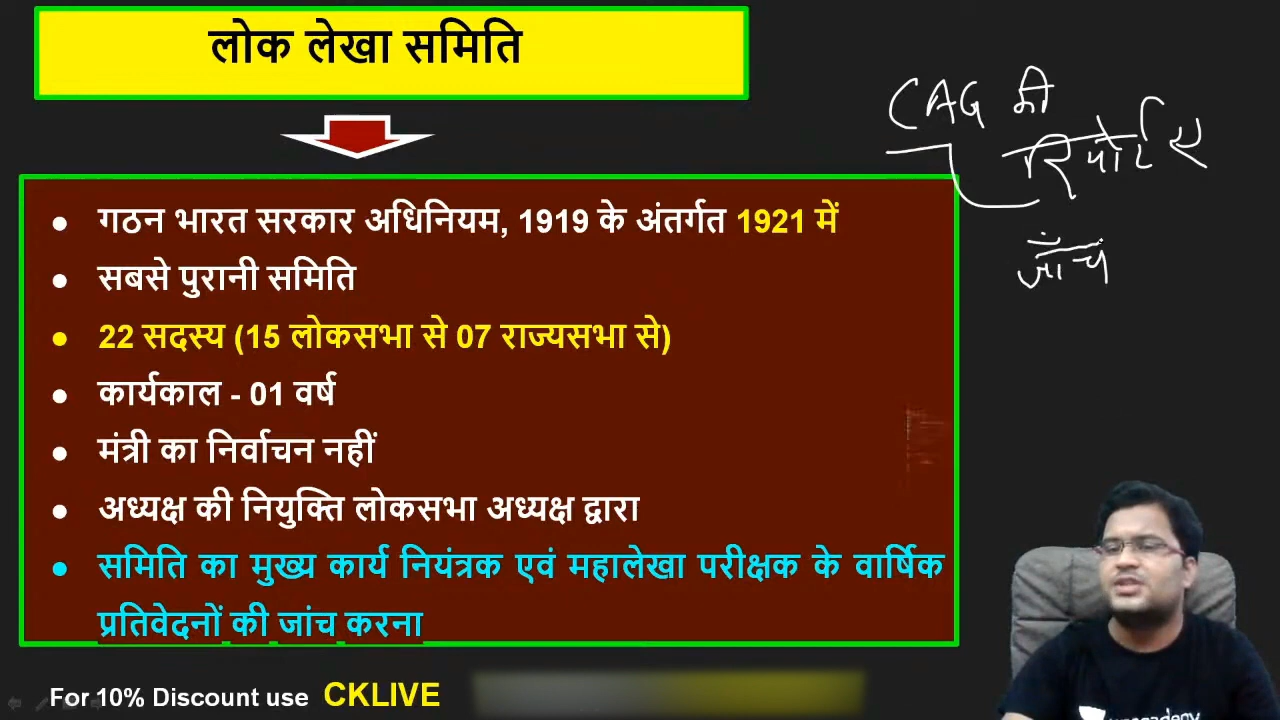 लोक लेखा समिति
CAG की
रिपोर्ट
जाँच
• गठन भारत सरकार अधिनियम, 1919 के अंतर्गत 1921 में
• सबसे पुरानी समिति
• 22 सदस्य (15 लोकसभा से 07 राज्यसभा से)
• कार्यकाल - 01 वर्ष
• मंत्री का निर्वाचन नहीं
• अध्यक्ष की नियुक्ति लोकसभा अध्यक्ष द्वारा
• समिति का मुख्य कार्य नियंत्रक एवं महालेखा परीक्षक के वार्षिक
प्रतिवेदनों की जांच करना
For 10% Discount use CKLIVE